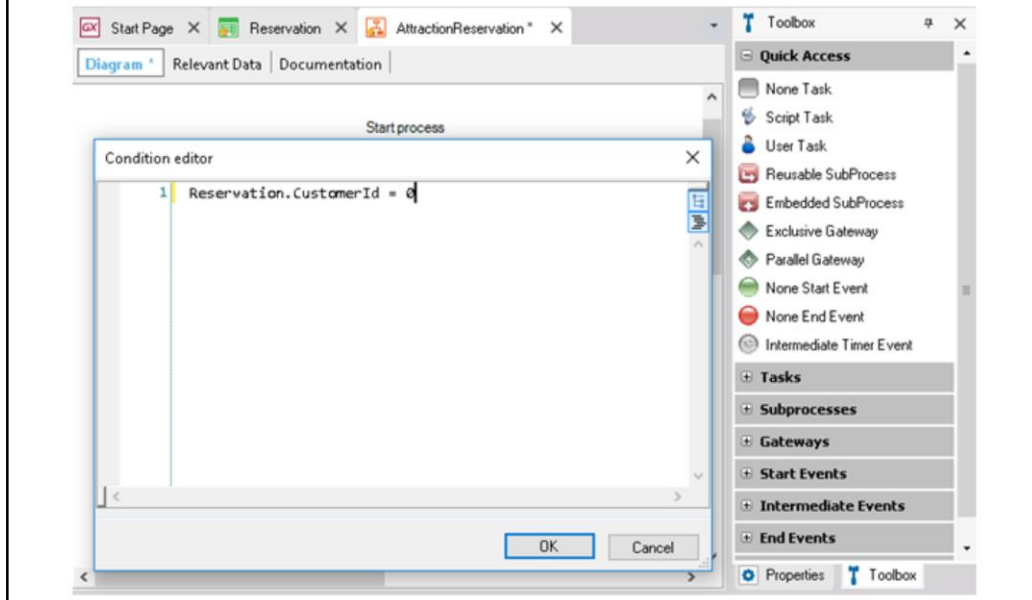 GX Start Page X Reservation X AttractionReservation * X
Toolbox
Diagram * Relevant Data Documentation
Start process
Condition editor
1 Reservation.CustomerId = 0
OK Cancel
Quick Access
None Task
Script Task
User Task
Reusable SubProcess
Embedded SubProcess
Exclusive Gateway
Parallel Gateway
None Start Event
None End Event
Intermediate Timer Event
Tasks
Subprocesses
Gateways
Start Events
Intermediate Events
End Events
Properties Toolbox